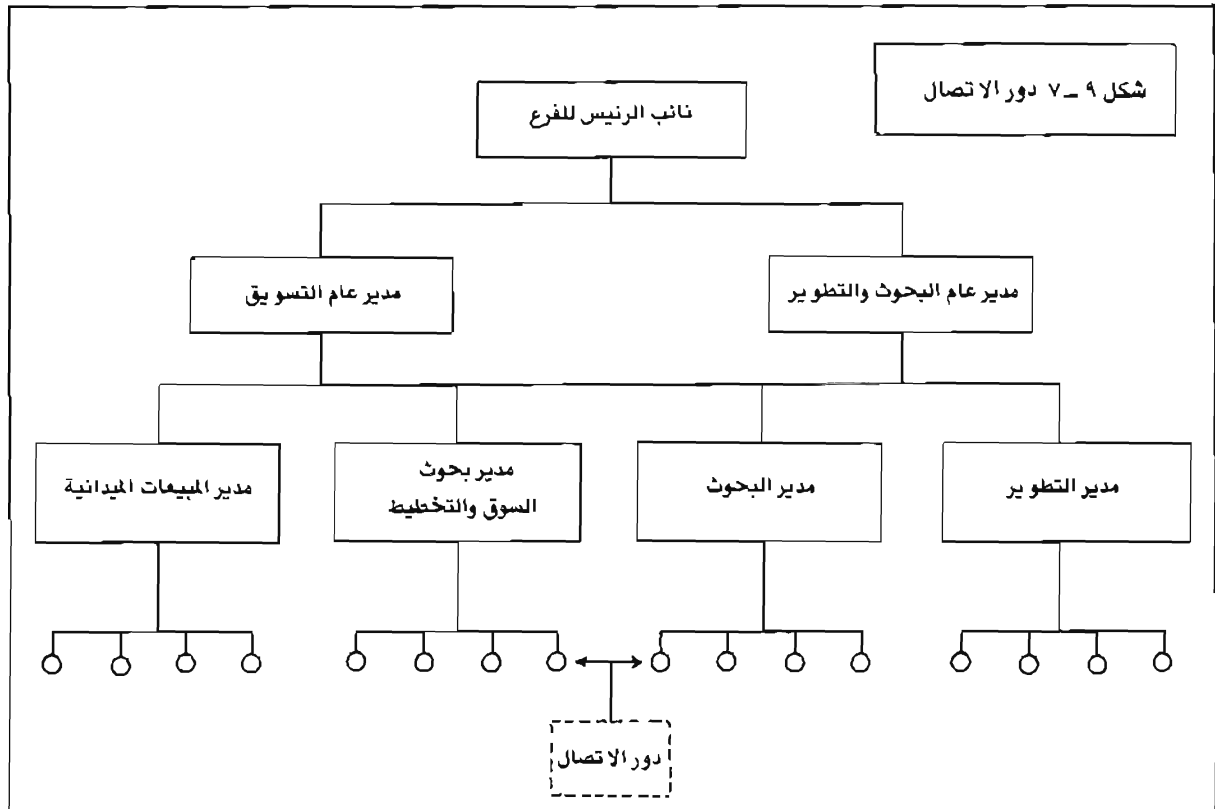 شكل ٩ ــ ٧ دور الاتصال
نائب الرئيس للفرع
مدير عام البحوث والتطوير
مدير عام التسويق
مدير التطوير
مدير البحوث
مدير بحوث
السوق والتخطيط
مدير المبيعات الميدانية
دور الاتصال